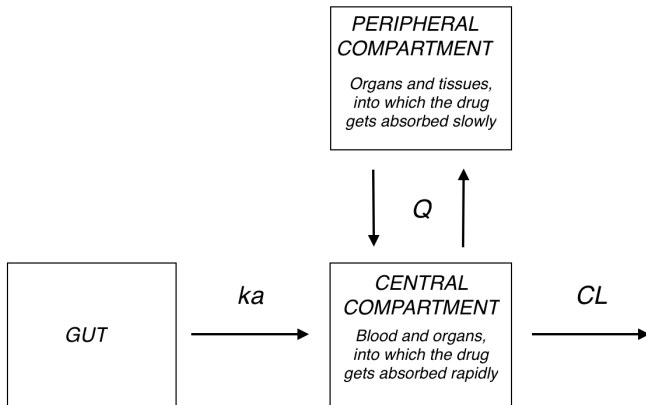 PERIPHERAL
COMPARTMENT
Organs and tissues,
into which the drug
gets absorbed slowly
Q
GUT
ka
CENTRAL
COMPARTMENT
Blood and organs,
into which the drug
gets absorbed rapidly
CL